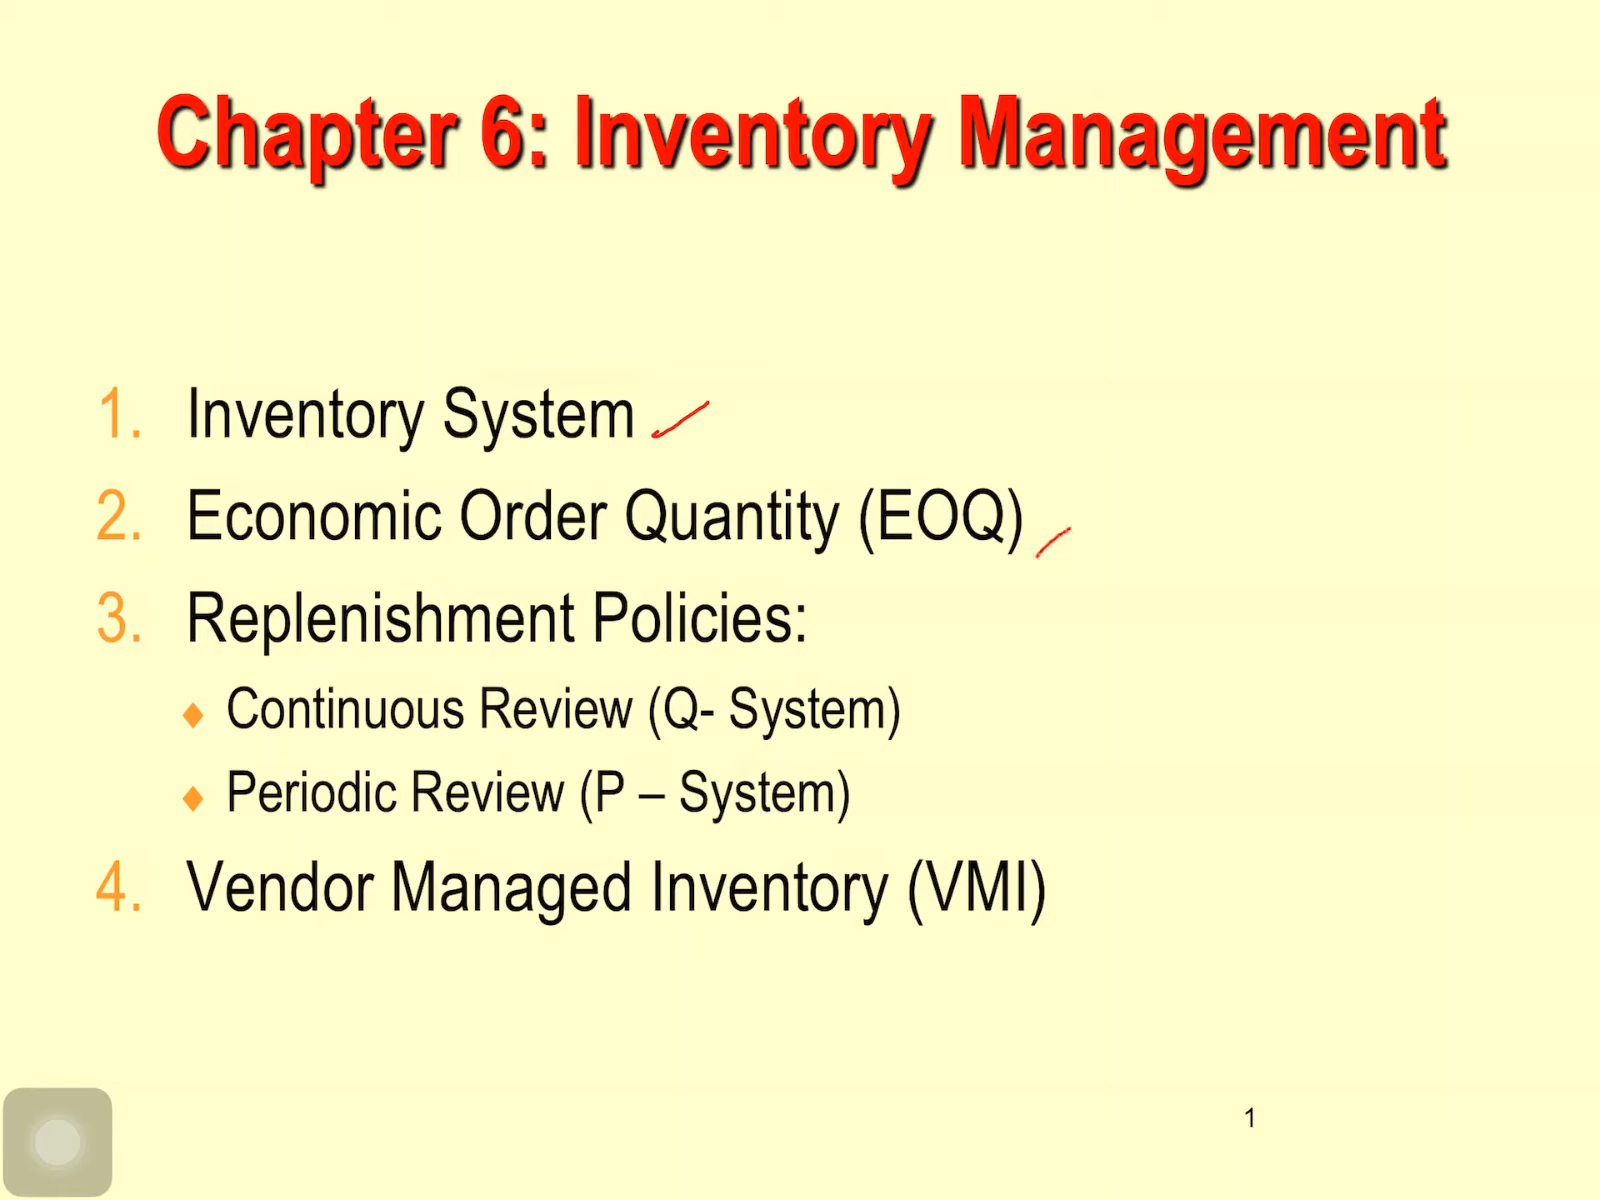 Chapter 6: Inventory Management
1. Inventory System
2. Economic Order Quantity (EOQ)
3. Replenishment Policies:
♦ Continuous Review (Q- System)
♦ Periodic Review (P – System)
4. Vendor Managed Inventory (VMI)
1